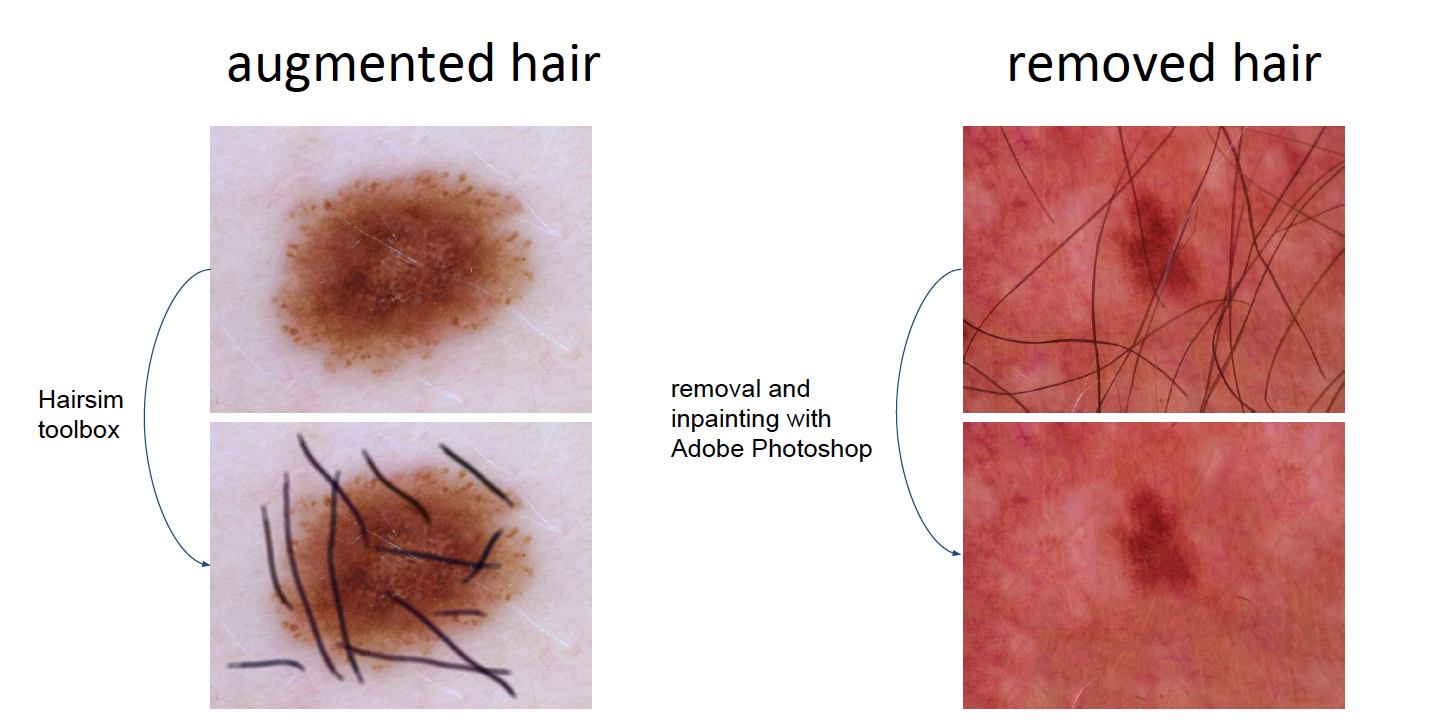 augmented hair
removed hair
Hairsim
toolbox
removal and
inpainting with
Adobe Photoshop